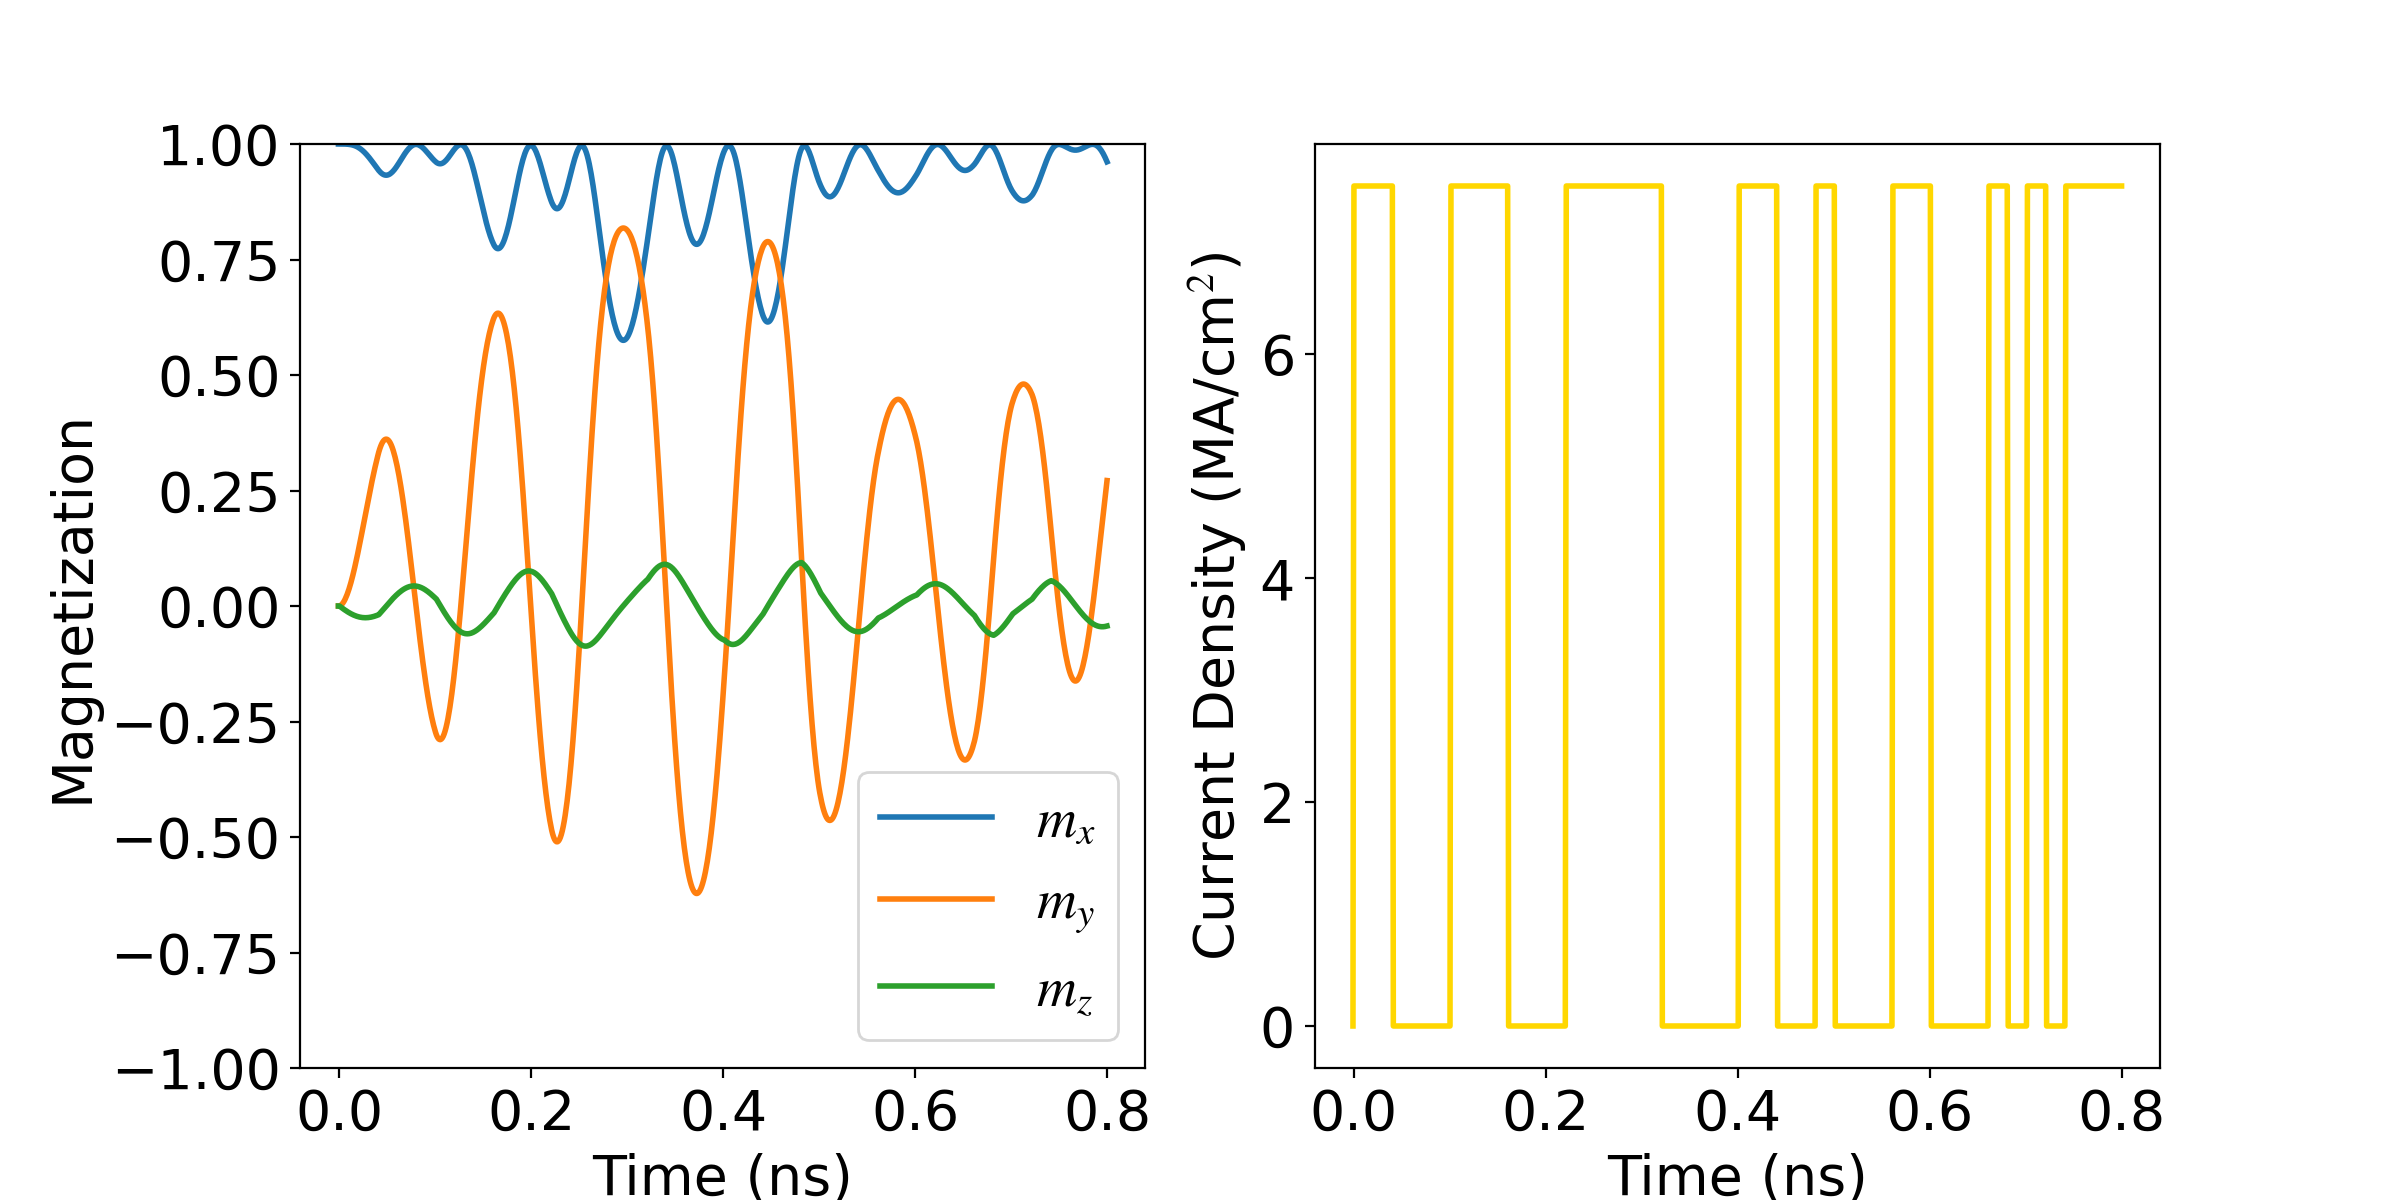 1.00
0.75
0.50
0.25
0.00
−0.25
−0.50
−0.75
−1.00
Magnetization
0.0 0.2 0.4 0.6 0.8
Time (ns)
m_x
m_y
m_z
6
4
2
0
Current Density (MA/cm²)
0.0 0.2 0.4 0.6 0.8
Time (ns)